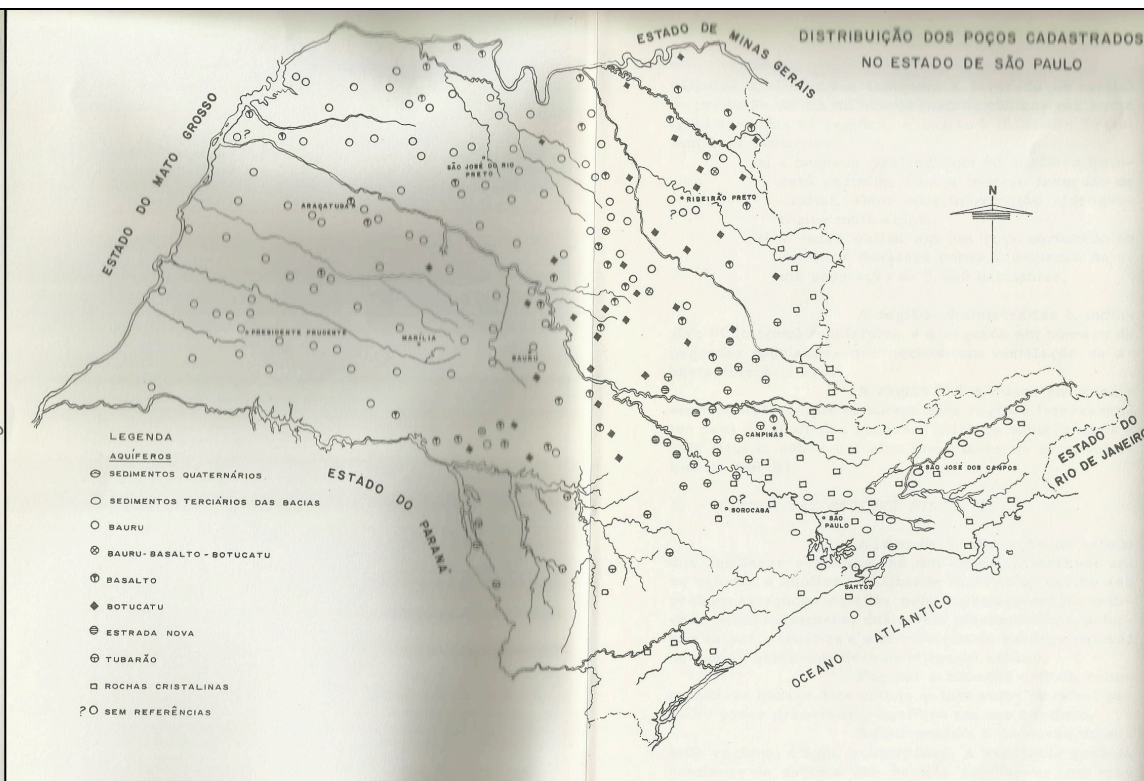 DISTRIBUIÇÃO DOS POÇOS CADASTRADOS
NO ESTADO DE SÃO PAULO
ESTADO DE MINAS GERAIS
ESTADO DO MATO GROSSO
N
SÃO JOSÉ DO RIO
PRETO
RIBEIRÃO PRETO
?
?
ARAÇATUBA
PRESIDENTE PRUDENTE
MARÍLIA
BAURU
CAMPINAS
ESTADO DO
RIO DE JANEIRO
SÃO JOSÉ DOS CAMPOS
?
SOROCABA
SÃO
PAULO
?
SANTOS
ESTADO DO PARANÁ
OCEANO ATLÂNTICO
LEGENDA
AQUÍFEROS
SEDIMENTOS QUATERNÁRIOS
SEDIMENTOS TERCIÁRIOS DAS BACIAS
BAURU
BAURU-BASALTO-BOTUCATU
BASALTO
BOTUCATU
ESTRADA NOVA
TUBARÃO
ROCHAS CRISTALINAS
? SEM REFERÊNCIAS